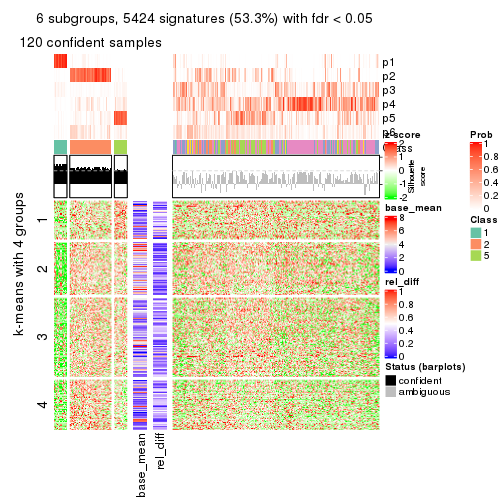 6 subgroups, 5424 signatures (53.3%) with fdr < 0.05
120 confident samples
p1
p2
p3
p4
p5
p6
Class
Silhouette
score
k-means with 4 groups
1
2
3
4
base_mean
rel_diff
z-score
2
1
0
-1
-2
base_mean
8
6
4
2
0
rel_diff
1
0.8
0.6
0.4
0.2
0
Status (barplots)
confident
ambiguous
Prob
1
0.8
0.6
0.4
0.2
0
Class
1
2
5